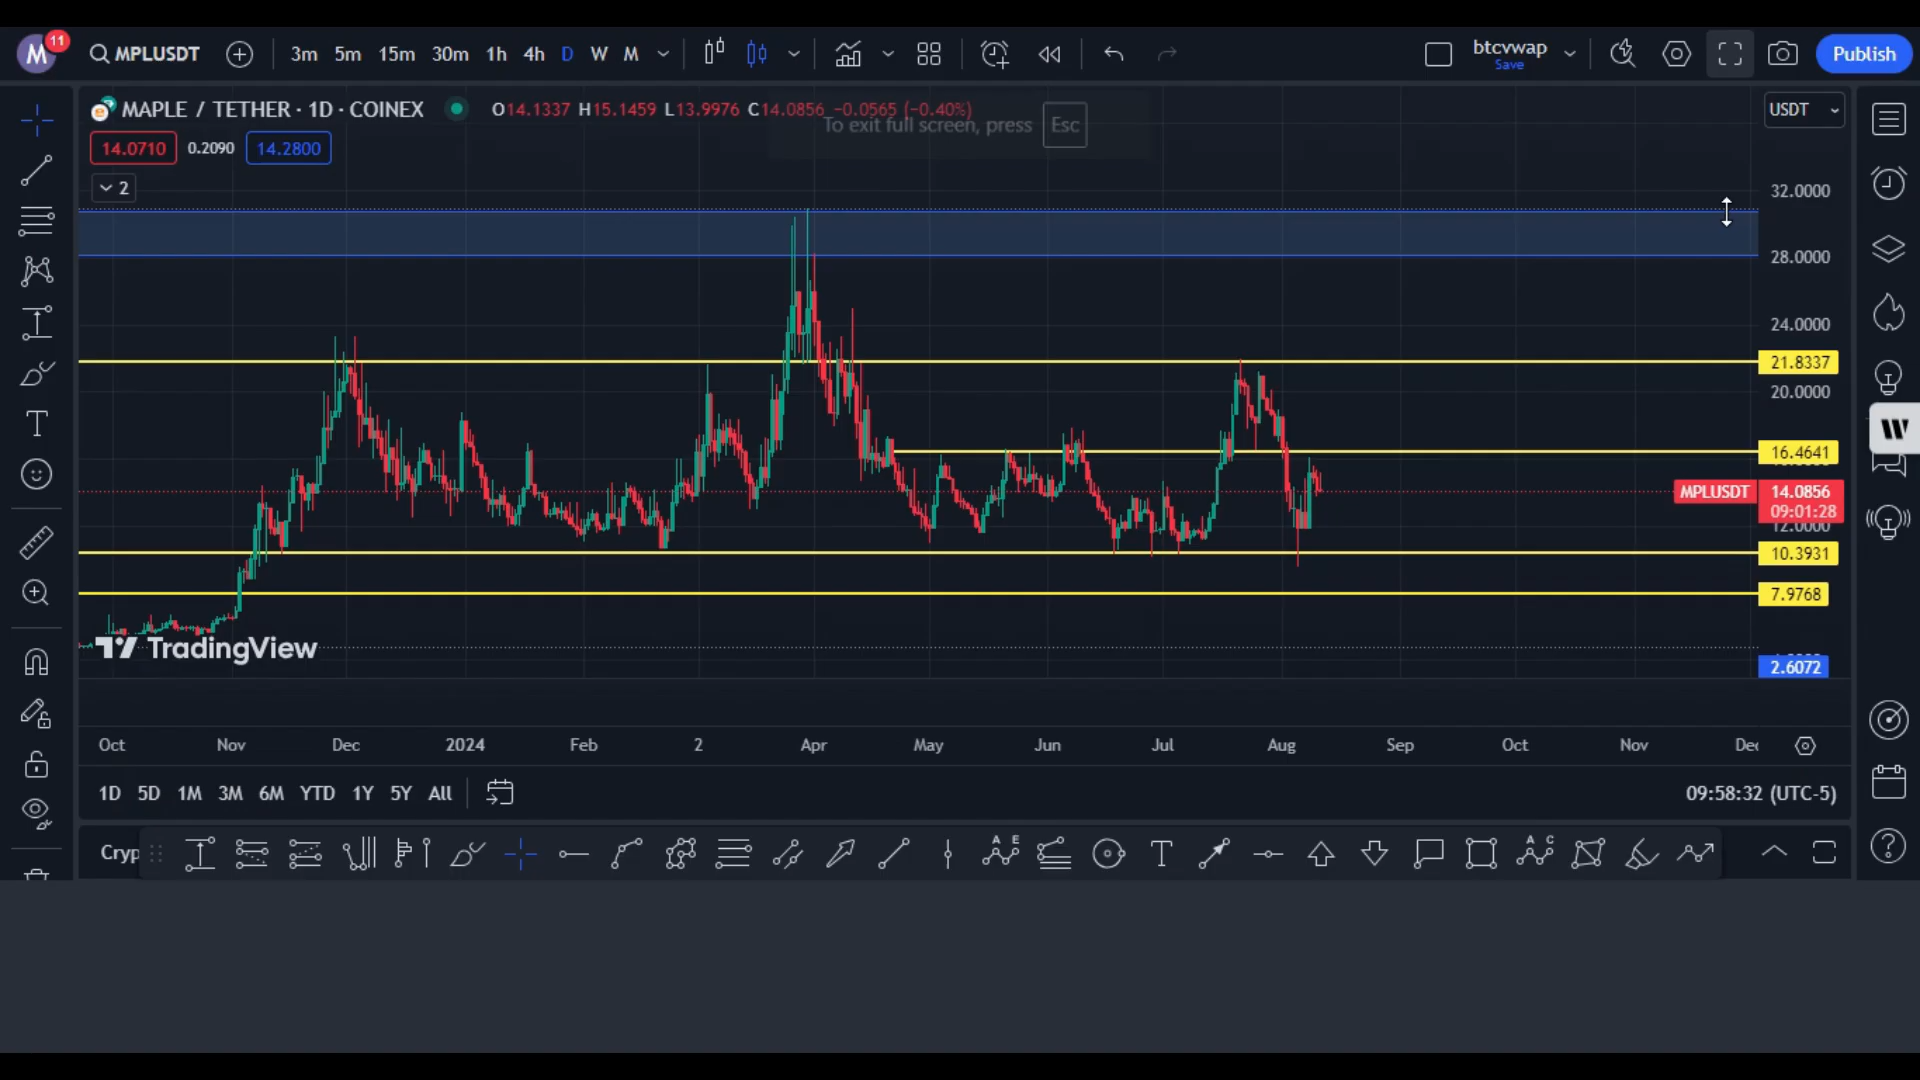 M 11 MPLUSDT 3m 5m 15m 30m 1h 4h D W M btcvwap Save Publish
MAPLE / TETHER · 1D · COINEX O14.1337 H15.1459 L13.9976 C14.0856 −0.0565 (−0.40%) USDT
To exit full screen, press Esc
14.0710 0.2090 14.2800
2
32.0000
28.0000
24.0000
21.8337
20.0000
W
16.4641
MPLUSDT 14.0856
09:01:28
12.0000
10.3931
7.9768
TradingView
2.6072
Oct Nov Dec 2024 Feb 2 Apr May Jun Jul Aug Sep Oct Nov Dec
1D 5D 1M 3M 6M YTD 1Y 5Y All 09:58:32 (UTC-5)
Cryp